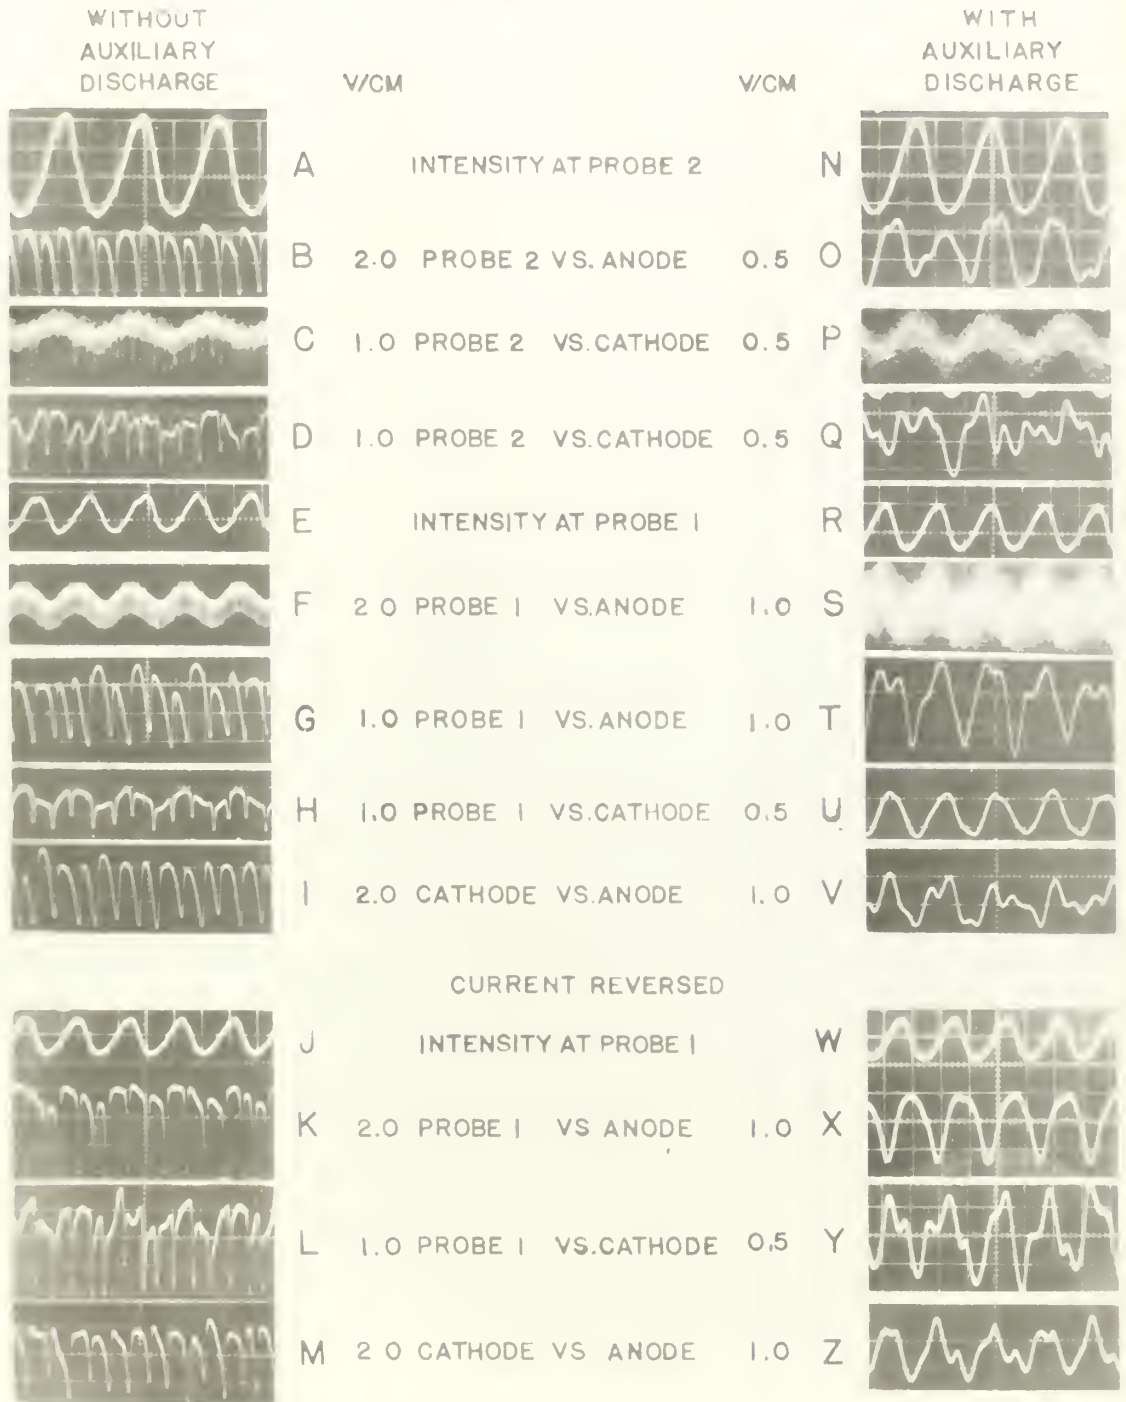 WITHOUT WITH
AUXILIARY AUXILIARY
DISCHARGE V/CM V/CM DISCHARGE
A INTENSITY AT PROBE 2 N
B 2.0 PROBE 2 VS. ANODE 0.5 O
C 1.0 PROBE 2 VS. CATHODE 0.5 P
D 1.0 PROBE 2 VS. CATHODE 0.5 Q
E INTENSITY AT PROBE 1 R
F 2 0 PROBE 1 VS. ANODE 1.0 S
G 1.0 PROBE 1 VS. ANODE 1.0 T
H 1.0 PROBE 1 VS. CATHODE 0.5 U
I 2.0 CATHODE VS. ANODE 1.0 V
CURRENT REVERSED
J INTENSITY AT PROBE 1 W
K 2.0 PROBE 1 VS ANODE 1.0 X
L 1.0 PROBE 1 VS. CATHODE 0.5 Y
M 2 0 CATHODE VS ANODE 1.0 Z